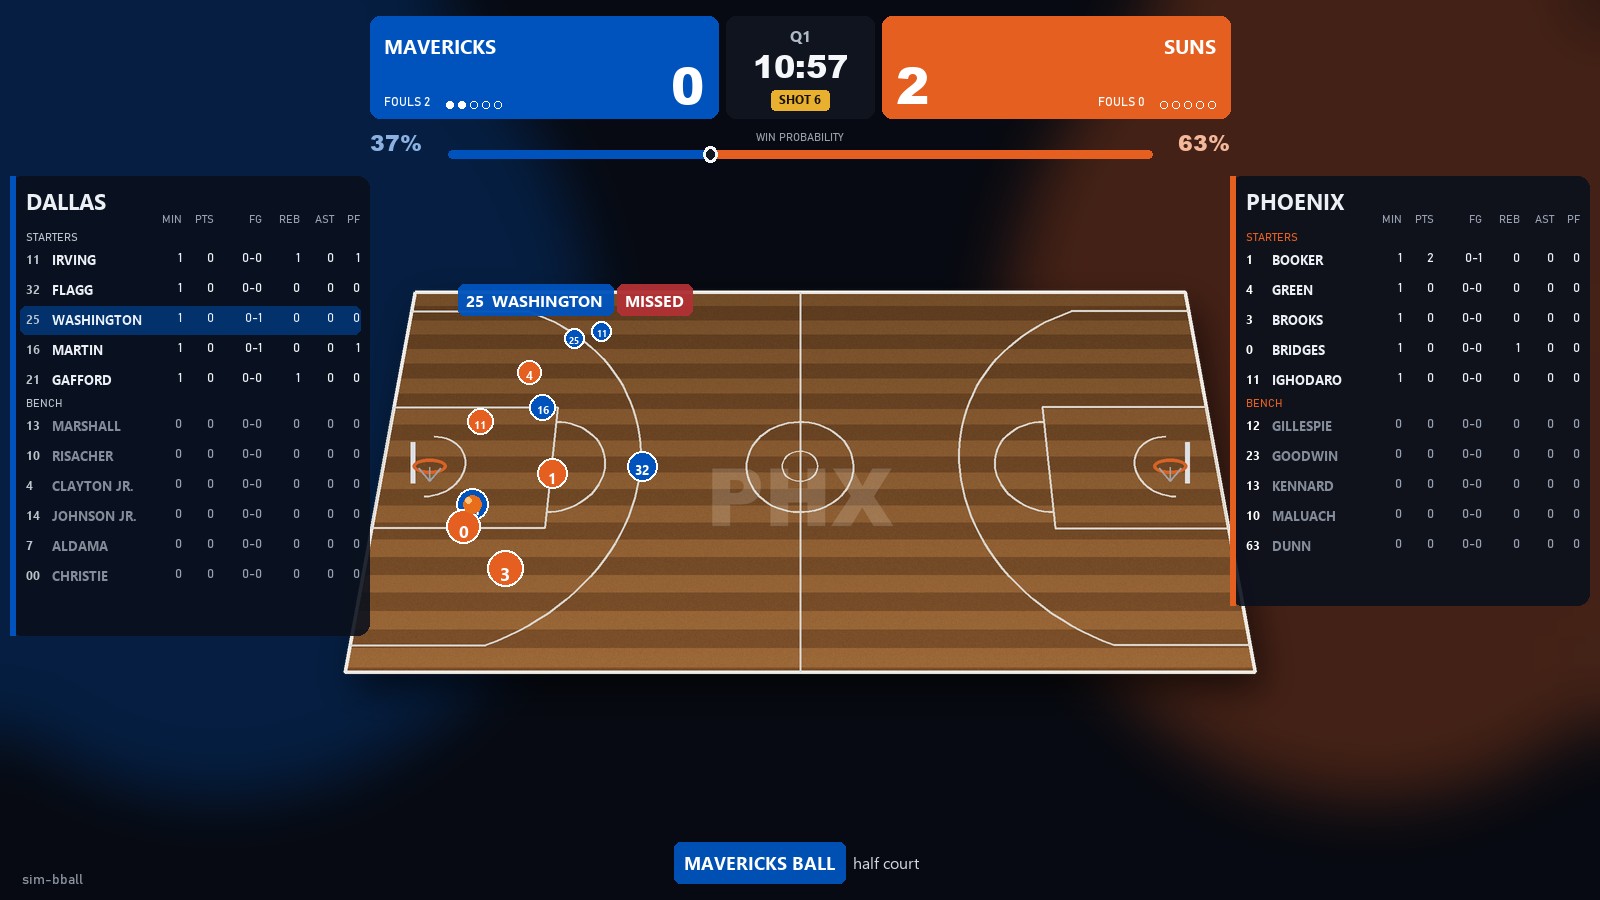 MAVERICKS
0
FOULS 2
Q1
10:57
SHOT 6
SUNS
2
FOULS 0
37%
WIN PROBABILITY
63%
DALLAS
MIN PTS FG REB AST PF
STARTERS
11 IRVING 1 0 0-0 1 0 1
32 FLAGG 1 0 0-0 0 0 0
25 WASHINGTON 1 0 0-1 0 0 0
16 MARTIN 1 0 0-1 0 0 1
21 GAFFORD 1 0 0-0 1 0 0
BENCH
13 MARSHALL 0 0 0-0 0 0 0
10 RISACHER 0 0 0-0 0 0 0
4 CLAYTON JR. 0 0 0-0 0 0 0
14 JOHNSON JR. 0 0 0-0 0 0 0
7 ALDAMA 0 0 0-0 0 0 0
00 CHRISTIE 0 0 0-0 0 0 0
25 WASHINGTON MISSED
25
11
4
16
11
32
1
0
3
PHX
PHOENIX
MIN PTS FG REB AST PF
STARTERS
1 BOOKER 1 2 0-1 0 0 0
4 GREEN 1 0 0-0 0 0 0
3 BROOKS 1 0 0-0 0 0 0
0 BRIDGES 1 0 0-0 1 0 0
11 IGHODARO 1 0 0-0 0 0 0
BENCH
12 GILLESPIE 0 0 0-0 0 0 0
23 GOODWIN 0 0 0-0 0 0 0
13 KENNARD 0 0 0-0 0 0 0
10 MALUACH 0 0 0-0 0 0 0
63 DUNN 0 0 0-0 0 0 0
MAVERICKS BALL half court
sim-bball